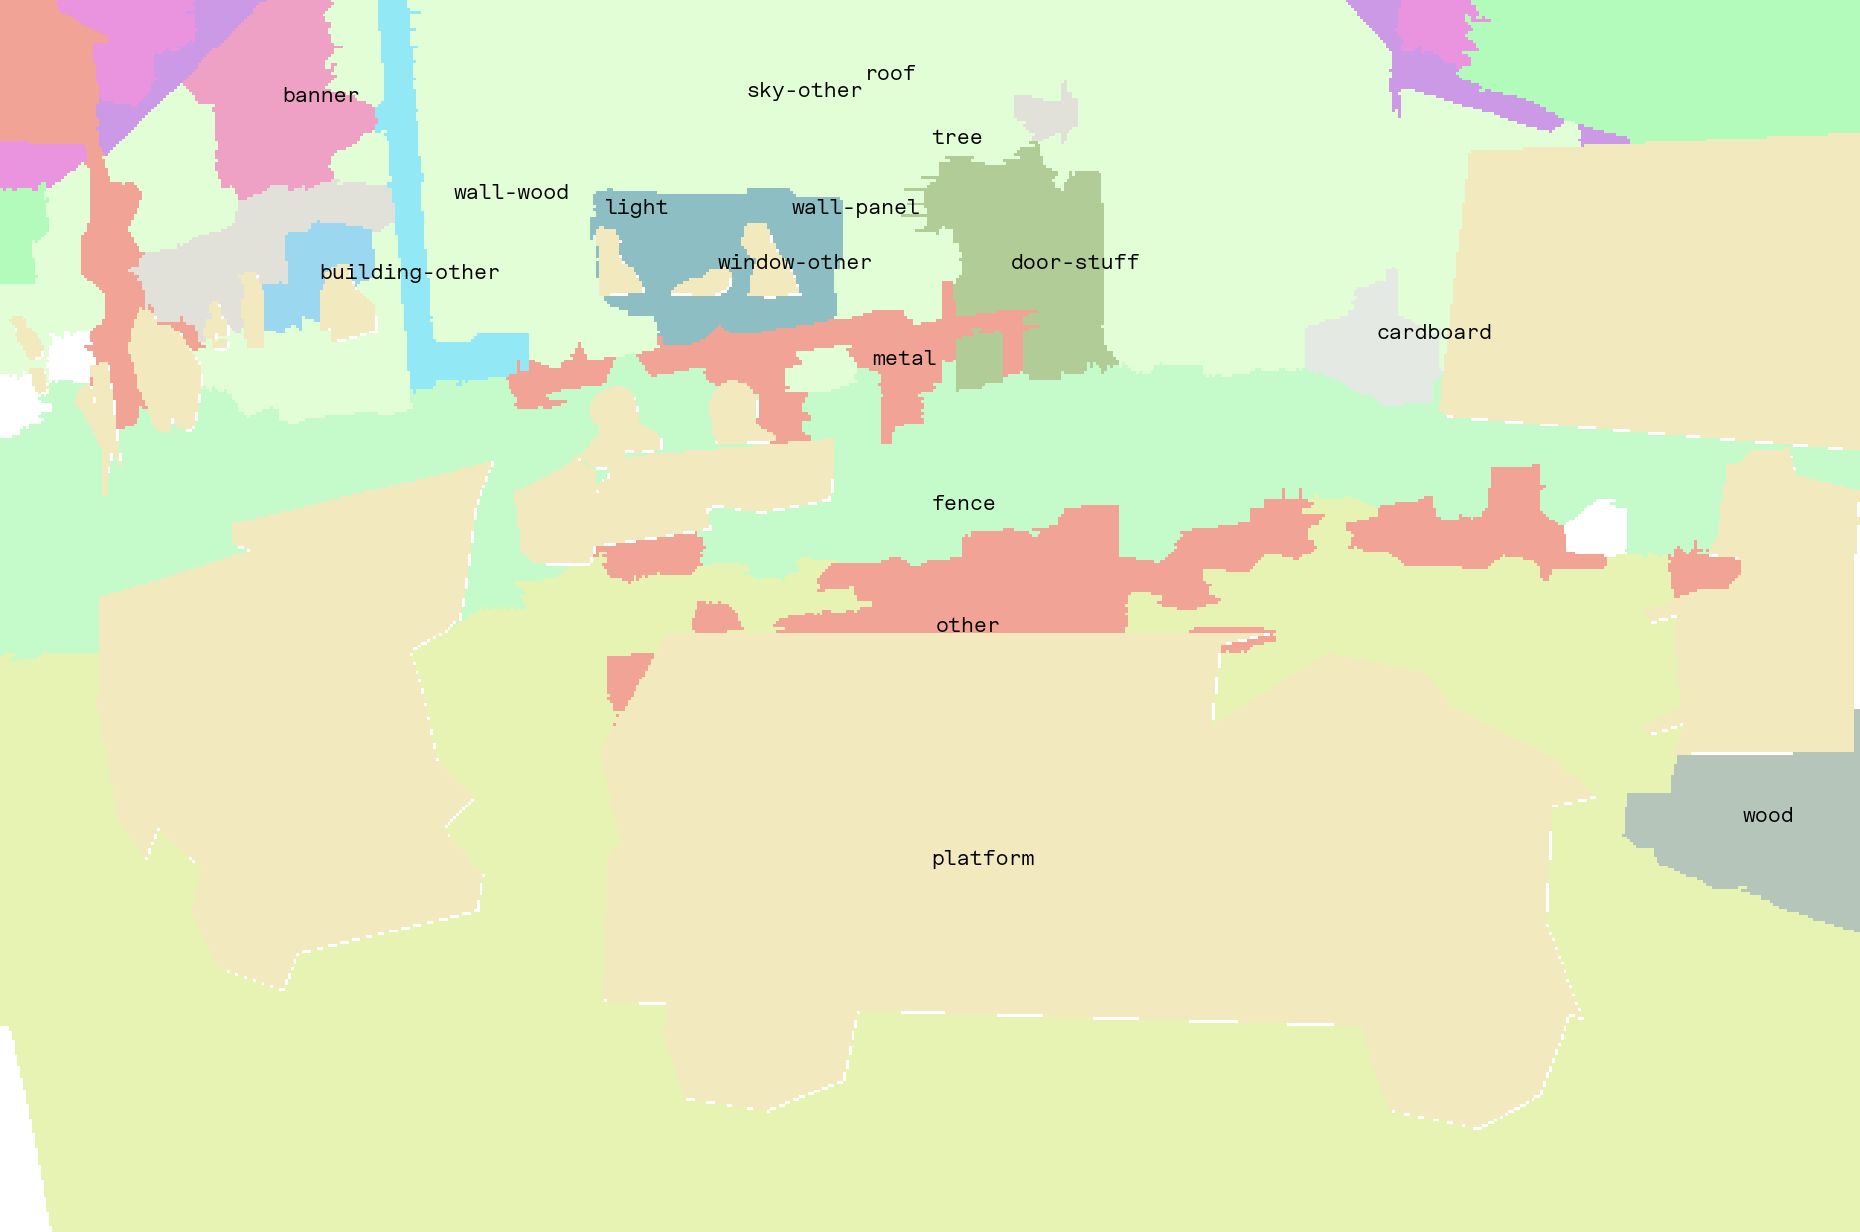 roof
sky-other
banner
tree
wall-wood
light
wall-panel
window-other
door-stuff
building-other
cardboard
metal
fence
other
wood
platform